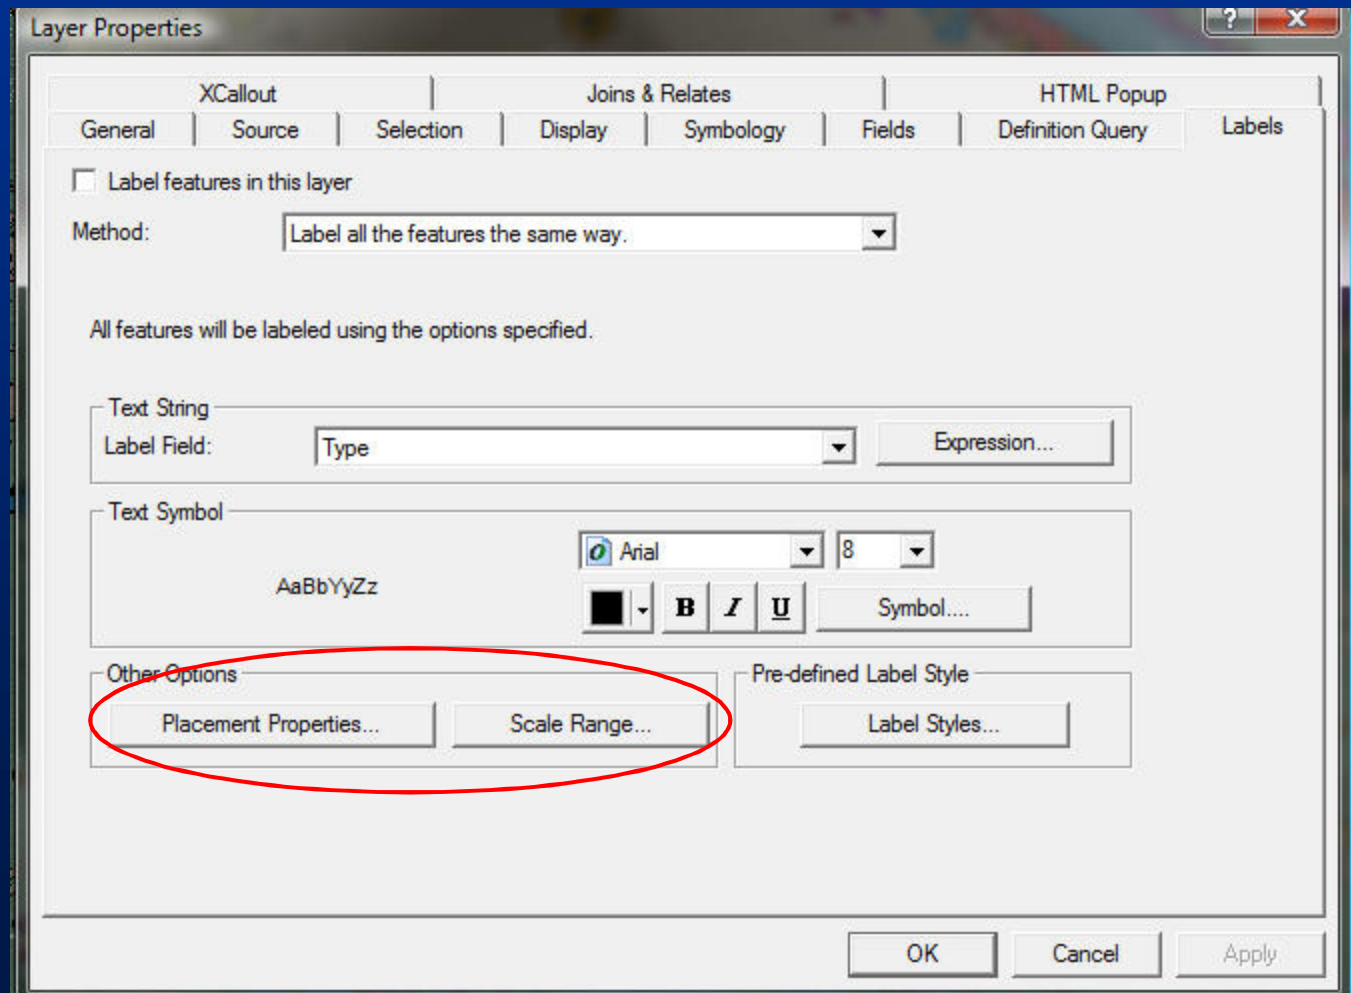 Layer Properties
? X
XCallout Joins & Relates HTML Popup
General Source Selection Display Symbology Fields Definition Query Labels
Label features in this layer
Method: Label all the features the same way.
All features will be labeled using the options specified.
Text String
Label Field: Type Expression...
Text Symbol
AaBbYyZz
O Arial 8
B I U Symbol....
Other Options Pre-defined Label Style
Placement Properties... Scale Range... Label Styles...
OK Cancel Apply